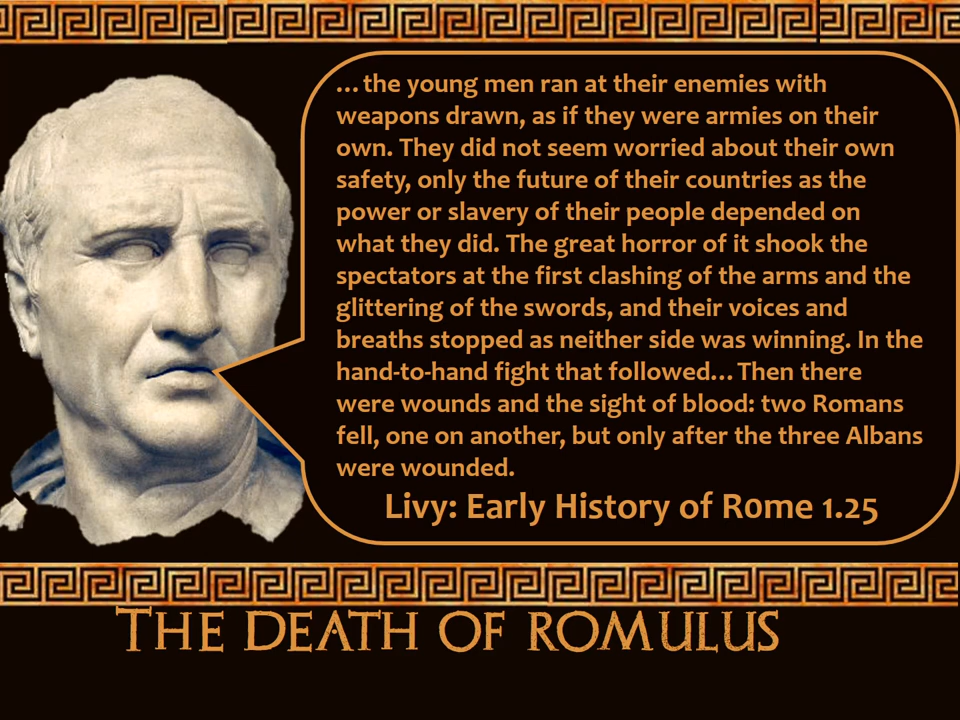 …the young men ran at their enemies with
weapons drawn, as if they were armies on their
own. They did not seem worried about their own
safety, only the future of their countries as the
power or slavery of their people depended on
what they did. The great horror of it shook the
spectators at the first clashing of the arms and the
glittering of the swords, and their voices and
breaths stopped as neither side was winning. In the
hand-to-hand fight that followed…Then there
were wounds and the sight of blood: two Romans
fell, one on another, but only after the three Albans
were wounded.
Livy: Early History of R0me 1.25
The death of Romulus